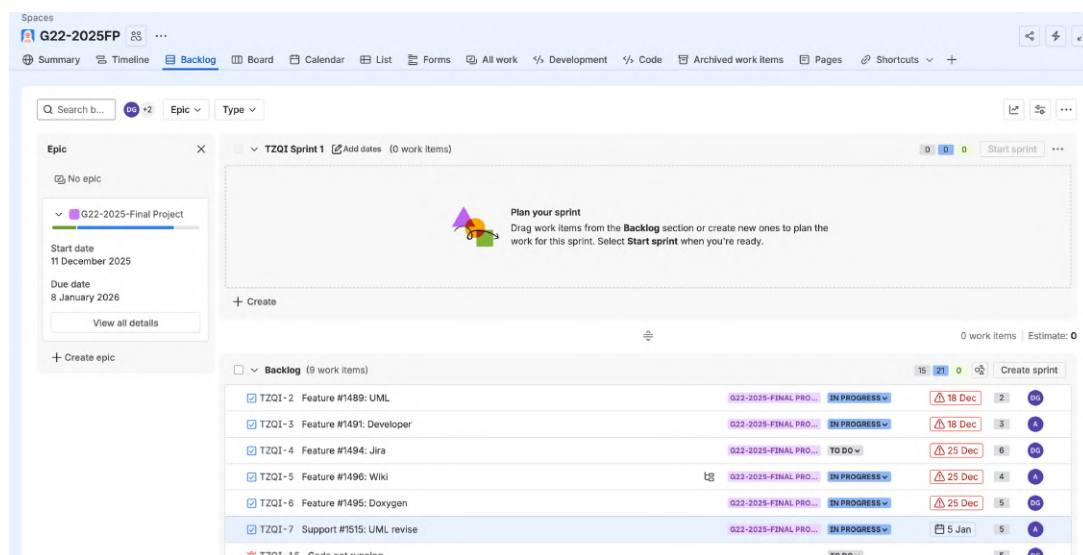 Spaces
G22-2025FP
Summary Timeline Backlog Board Calendar List Forms All work Development Code Archived work items Pages Shortcuts
Search b... DG +2 Epic Type
Epic
No epic
G22-2025-Final Project
Start date
11 December 2025
Due date
8 January 2026
View all details
Create epic
TZQI Sprint 1 Add dates (0 work items) 0 0 0 Start sprint
Plan your sprint
Drag work items from the Backlog section or create new ones to plan the
work for this sprint. Select Start sprint when you're ready.
Create
0 work items Estimate: 0
Backlog (9 work items) 15 21 0 Create sprint
TZQI-2 Feature #1489: UML G22-2025-FINAL PRO... IN PROGRESS 18 Dec 2 DG
TZQI-3 Feature #1491: Developer G22-2025-FINAL PRO... IN PROGRESS 18 Dec 3 A
TZQI-4 Feature #1494: Jira G22-2025-FINAL PRO... TO DO 25 Dec 6 DG
TZQI-5 Feature #1496: Wiki G22-2025-FINAL PRO... IN PROGRESS 25 Dec 4 A
TZQI-6 Feature #1495: Doxygen G22-2025-FINAL PRO... IN PROGRESS 25 Dec 5 DG
TZQI-7 Support #1515: UML revise G22-2025-FINAL PRO... IN PROGRESS 5 Jan 5 A